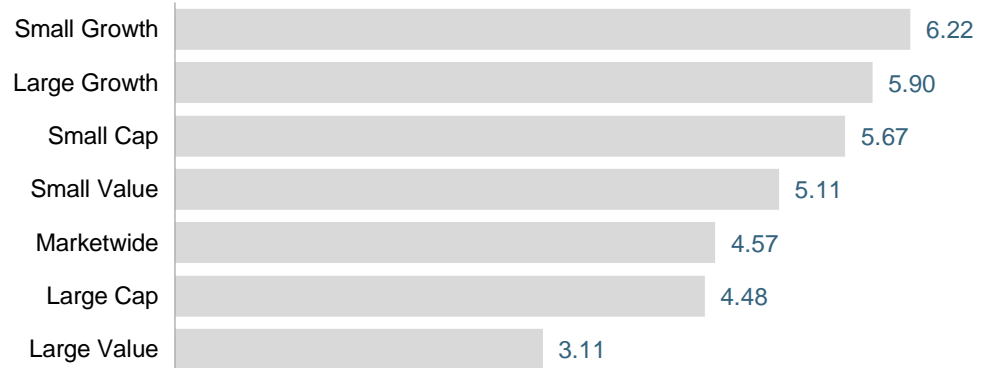 Small Growth 6.22
Large Growth 5.90
Small Cap 5.67
Small Value 5.11
Marketwide 4.57
Large Cap 4.48
Large Value 3.11